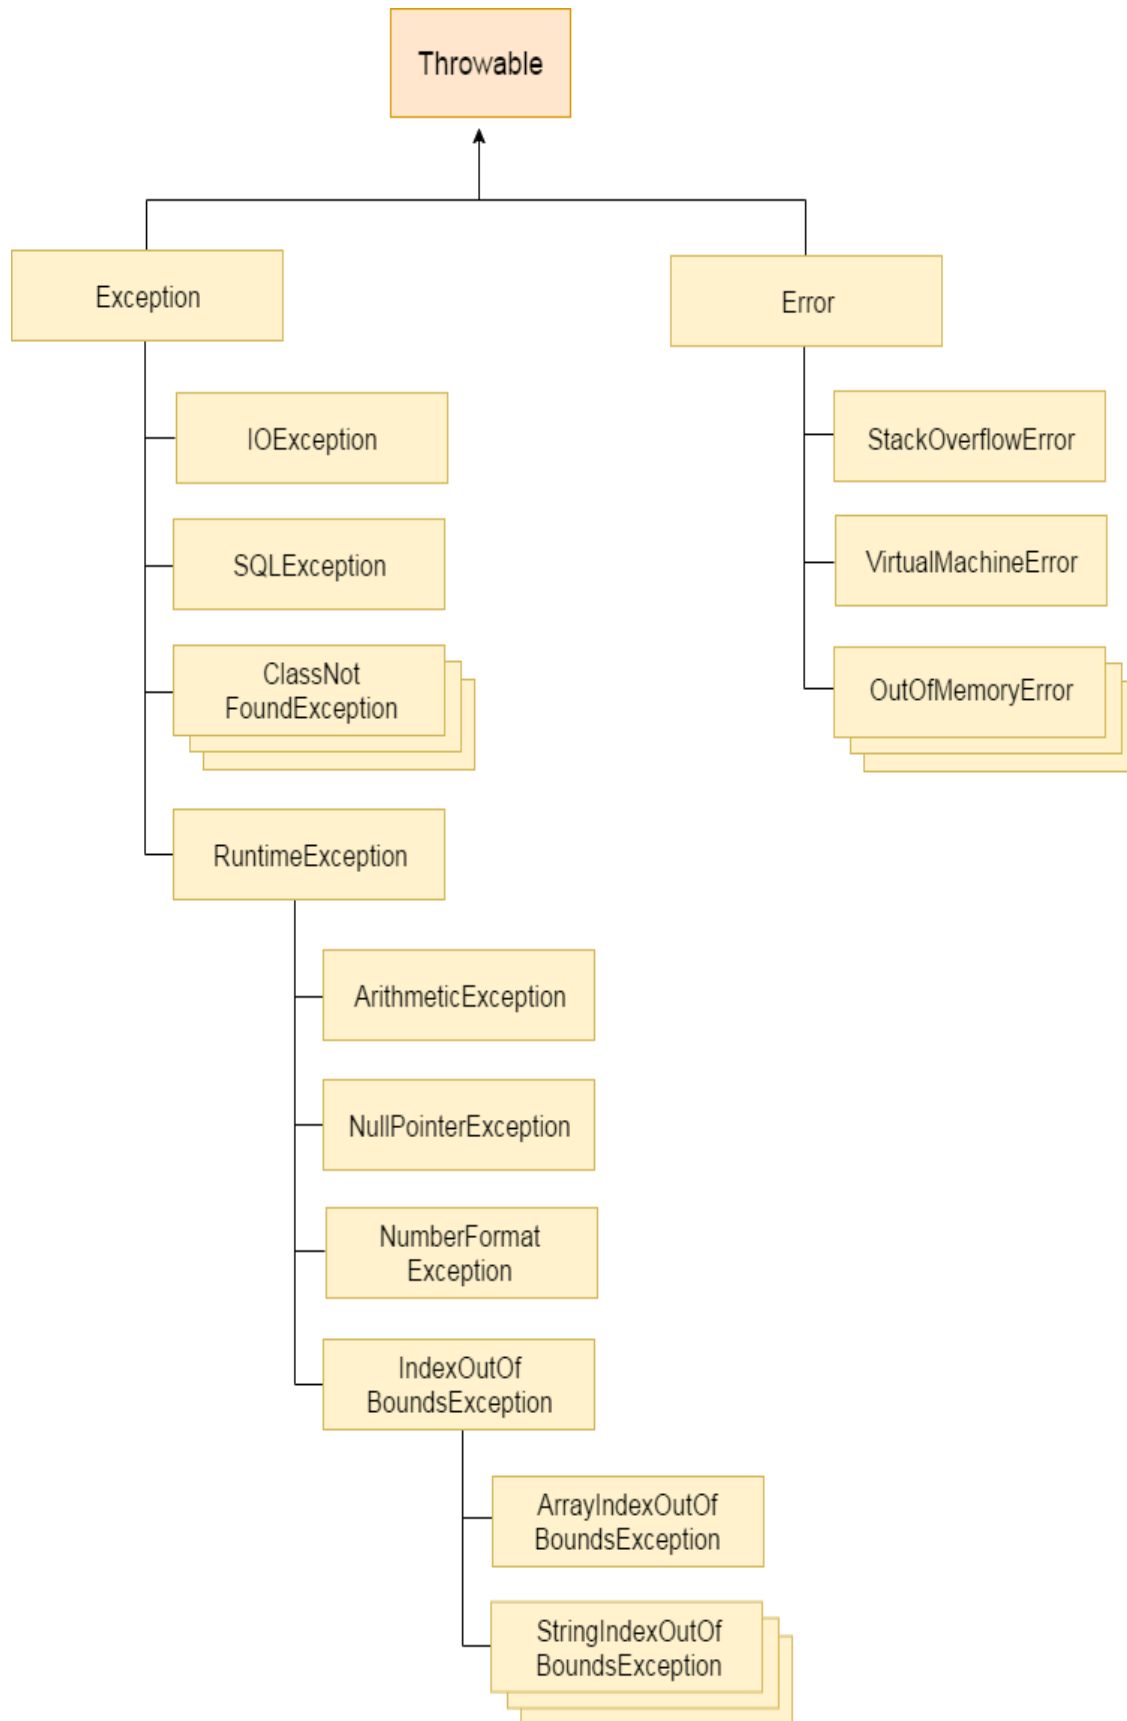 Throwable
Exception
Error
IOException
StackOverflowError
SQLException
VirtualMachineError
ClassNot
FoundException
OutOfMemoryError
RuntimeException
ArithmeticException
NullPointerException
NumberFormat
Exception
IndexOutOf
BoundsException
ArrayIndexOutOf
BoundsException
StringIndexOutOf
BoundsException